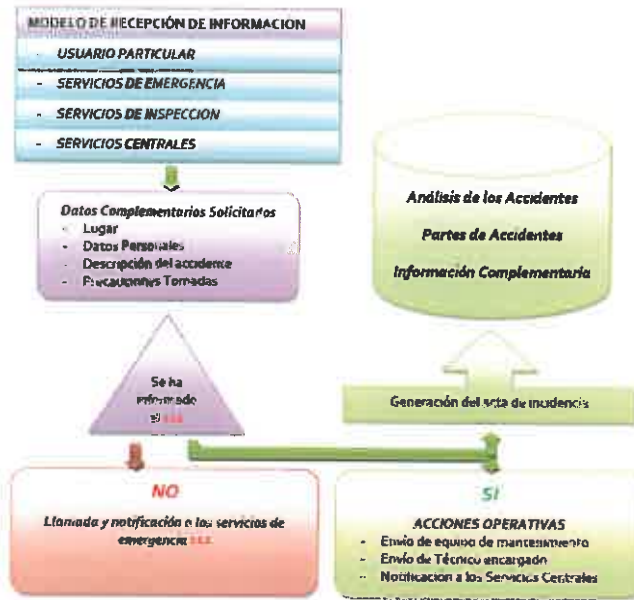 MODELO DE RECEPCIÓN DE INFORMACION
- USUARIO PARTICULAR
- SERVICIOS DE EMERGENCIA
- SERVICIOS DE INSPECCION
- SERVICIOS CENTRALES
Datos Complementarios Solicitados
- Lugar
- Datos Personales
- Descripción del accidente
- Precauciones Tomadas
Análisis de los Accidentes
Partes de Accidentes
Información Complementaria
Se ha
informado
al
Generación del acta de incidencia
NO
Llamada y notificación a los servicios de
emergencia
SI
ACCIONES OPERATIVAS
- Envío de equipo de mantenimiento
- Envío de Técnico encargado
- Notificación a los Servicios Centrales